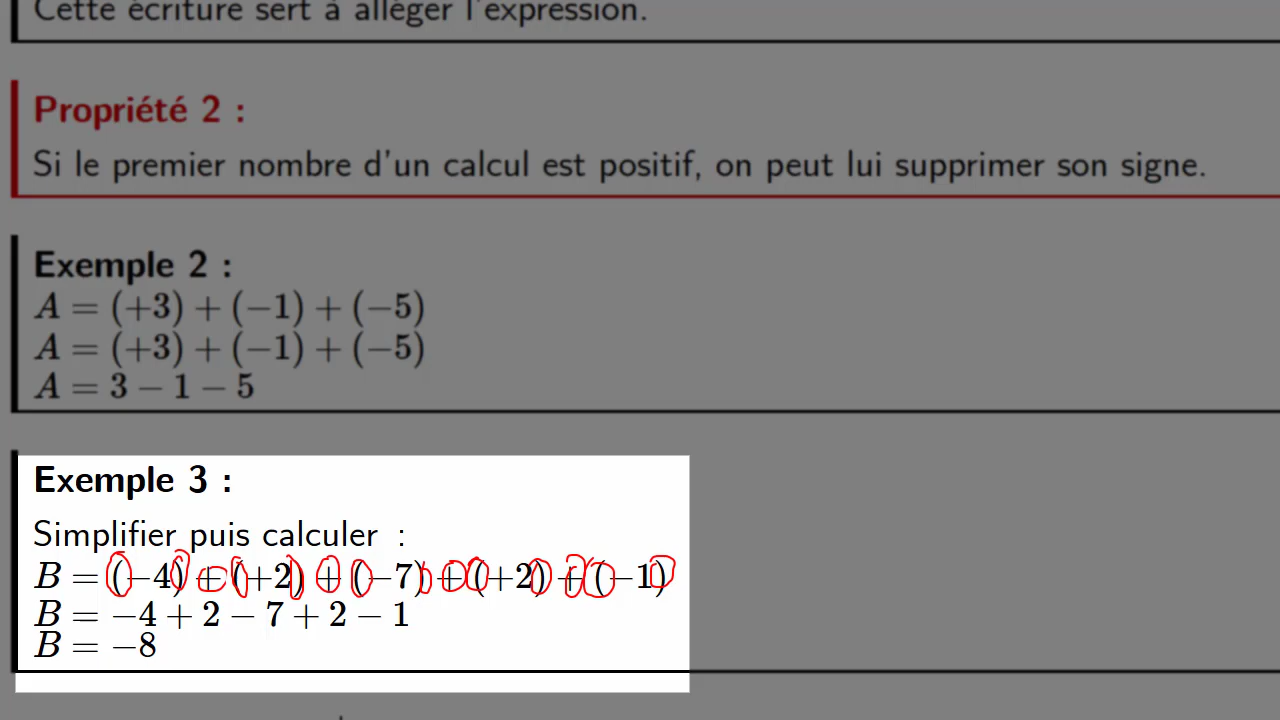 Cette écriture sert à alléger l'expression.
Propriété 2 :
Si le premier nombre d'un calcul est positif, on peut lui supprimer son signe.
Exemple 2 :
A = (+3) + (−1) + (−5)
A = (+3) + (−1) + (−5)
A = 3 − 1 − 5
Exemple 3 :
Simplifier puis calculer :
B = (−4) + (+2) + (−7) + (+2) + (−1)
B = −4 + 2 − 7 + 2 − 1
B = −8